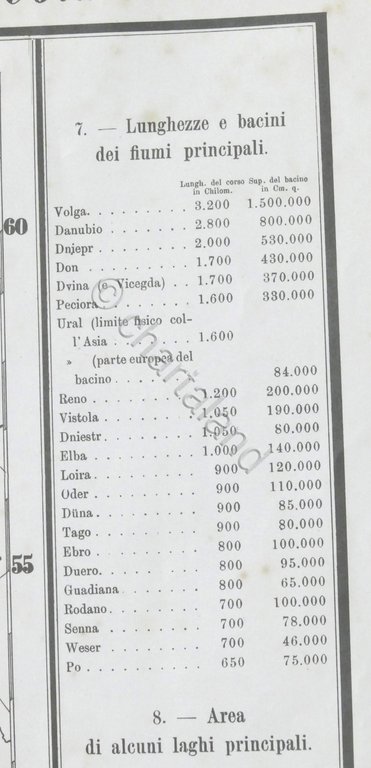 7. — Lunghezze e bacini
dei fiumi principali.
Lungh. del corso Sup. del bacino
in Chilom. in Cm. q.
Volga. . . . . . . . . . 3.200 1.500.000
Danubio . . . . . . . . 2.800 800.000
Dnjepr . . . . . . . . . 2.000 530.000
Don . . . . . . . . . . 1.700 430.000
Dvina (e Vicegda) . . . 1.700 370.000
Peciora . . . . . . . . 1.600 330.000
Ural (limite fisico col-
l'Asia . . . . . . . . 1.600
» (parte europea del
bacino . . . . . . . . 84.000
Reno . . . . . . . . . 1.200 200.000
Vistola . . . . . . . . 1.050 190.000
Dniestr . . . . . . . . 1.050 80.000
Elba . . . . . . . . . 1.000 140.000
Loira . . . . . . . . . 900 120.000
Oder . . . . . . . . . 900 110.000
Düna . . . . . . . . . 900 85.000
Tago . . . . . . . . . 900 80.000
Ebro . . . . . . . . . 800 100.000
Duero. . . . . . . . . 800 95.000
Guadiana . . . . . . . 800 65.000
Rodano . . . . . . . . 700 100.000
Senna . . . . . . . . 700 78.000
Weser . . . . . . . . 700 46.000
Po . . . . . . . . . . 650 75.000
8. — Area
di alcuni laghi principali.
60
55
© chartaland